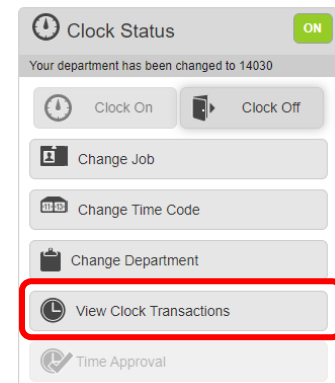 Clock Status ON
Your department has been changed to 14030
Clock On Clock Off
Change Job
Change Time Code
Change Department
View Clock Transactions
Time Approval